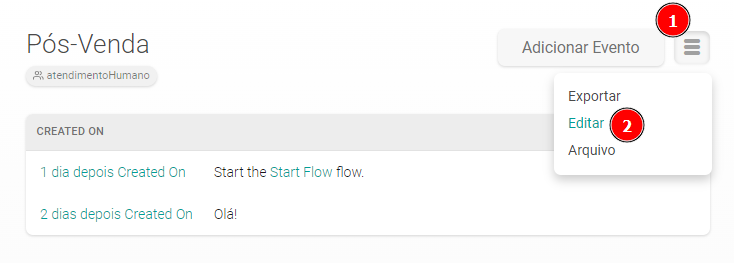 1
Pós-Venda
Adicionar Evento
atendimentoHumano
Exportar
Editar 2
Arquivo
CREATED ON
1 dia depois Created On Start the Start Flow flow.
2 dias depois Created On Olá!